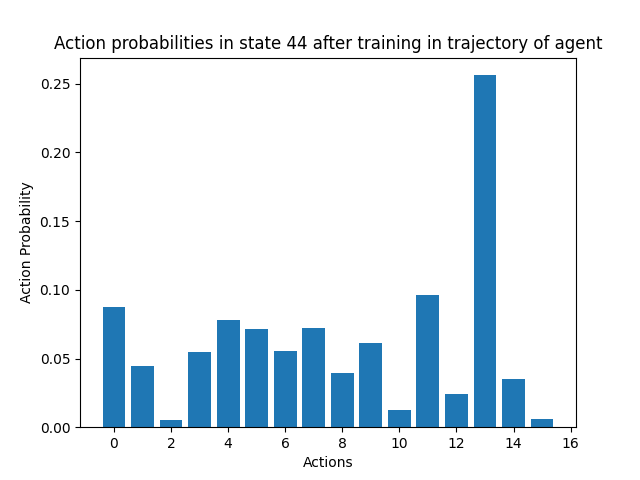 Action probabilities in state 44 after training in trajectory of agent
0.25
0.20
0.15
0.10
0.05
0.00
Action Probability
0 2 4 6 8 10 12 14 16
Actions